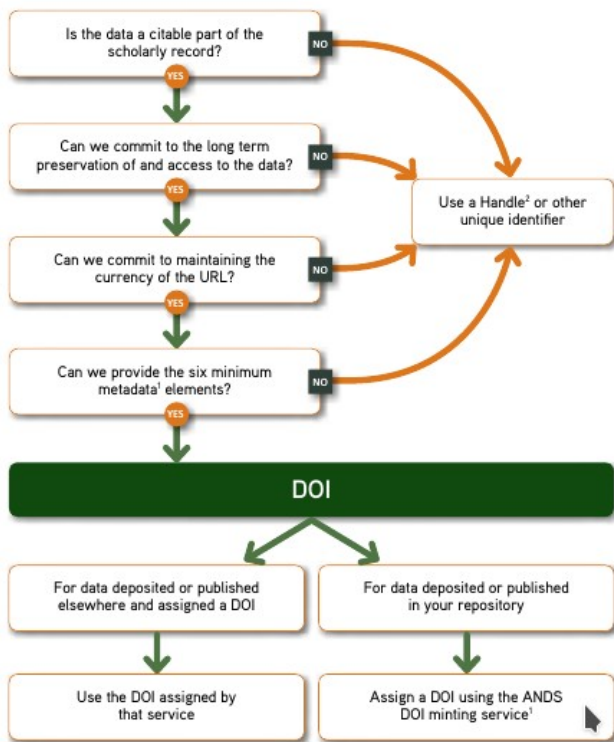 Is the data a citable part of the
scholarly record?
NO
YES
Can we commit to the long term
preservation of and access to the data?
NO
YES
Use a Handle² or other
unique identifier
Can we commit to maintaining the
currency of the URL?
NO
YES
Can we provide the six minimum
metadata¹ elements?
NO
YES
DOI
For data deposited or published
elsewhere and assigned a DOI
For data deposited or published
in your repository
Use the DOI assigned by
that service
Assign a DOI using the ANDS
DOI minting service¹